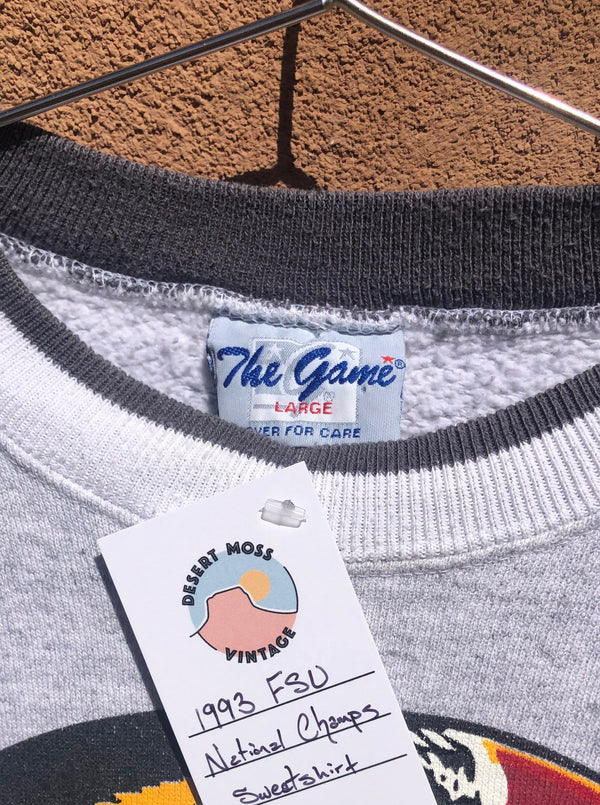 The Game®
LARGE
VER FOR CARE
DESERT MOSS
VINTAGE
1993 FSU
National Champs
Sweatshirt